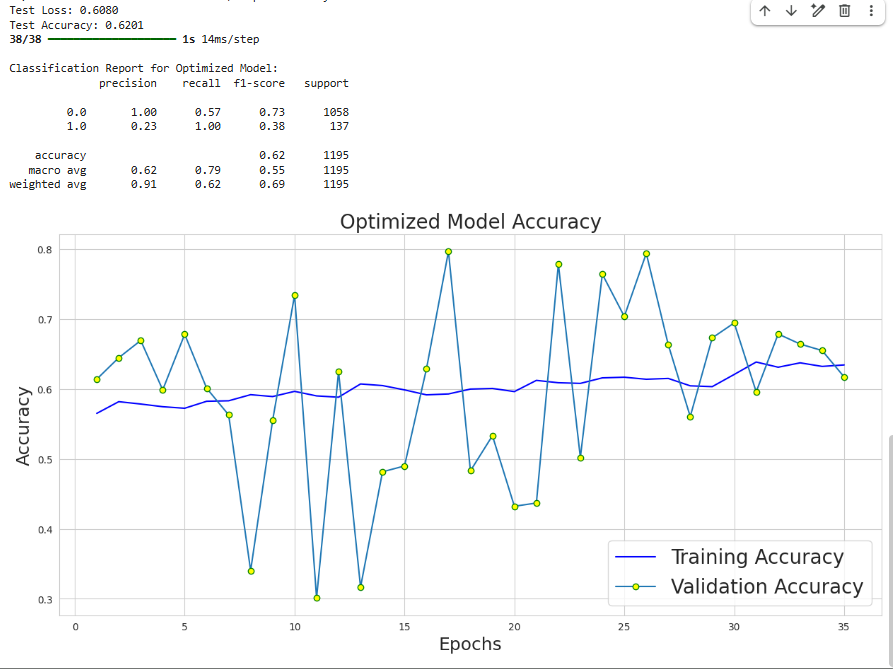 Test Loss: 0.6080
Test Accuracy: 0.6201
38/38 ━━━━━━━━━━━━━━━━━━━━ 1s 14ms/step
Classification Report for Optimized Model:
precision recall f1-score support
0.0 1.00 0.57 0.73 1058
1.0 0.23 1.00 0.38 137
accuracy 0.62 1195
macro avg 0.62 0.79 0.55 1195
weighted avg 0.91 0.62 0.69 1195
Optimized Model Accuracy
0.8
0.7
0.6
0.5
0.4
0.3
Accuracy
Training Accuracy
Validation Accuracy
0 5 10 15 20 25 30 35
Epochs